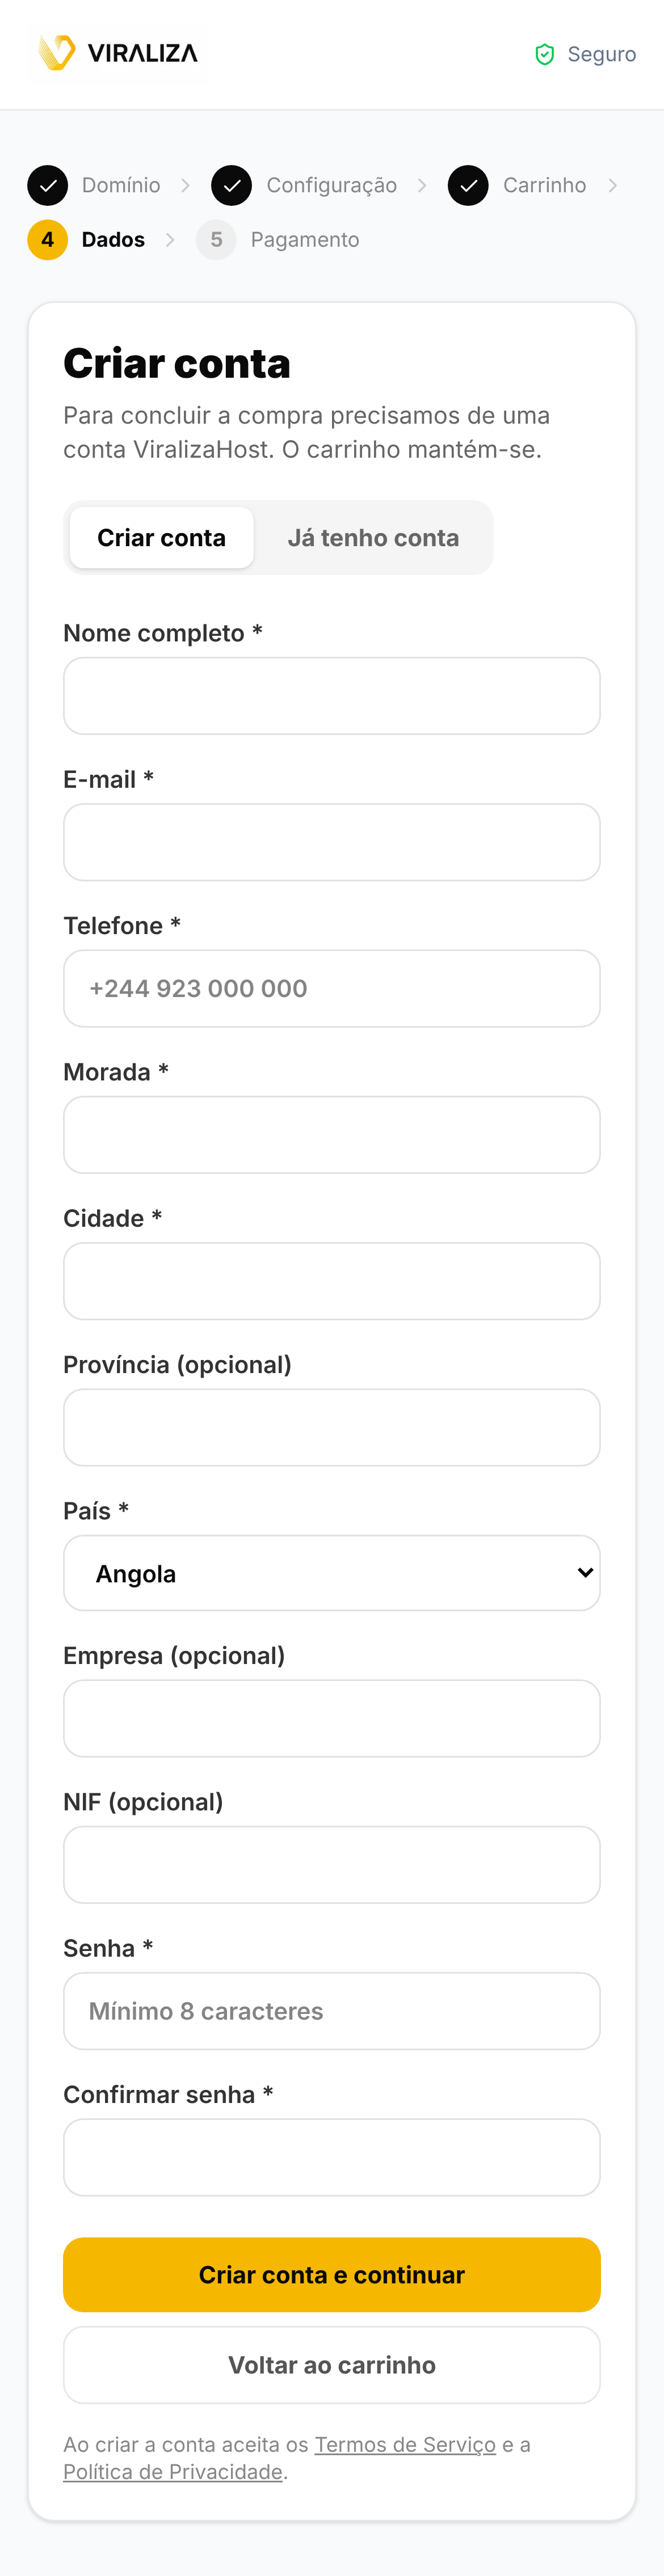 VIRALIZA
Seguro
Domínio
Configuração
Carrinho
4 Dados
5 Pagamento
Criar conta
Para concluir a compra precisamos de uma
conta ViralizaHost. O carrinho mantém-se.
Criar conta
Já tenho conta
Nome completo *
E-mail *
Telefone *
+244 923 000 000
Morada *
Cidade *
Província (opcional)
País *
Angola
Empresa (opcional)
NIF (opcional)
Senha *
Mínimo 8 caracteres
Confirmar senha *
Criar conta e continuar
Voltar ao carrinho
Ao criar a conta aceita os Termos de Serviço e a
Política de Privacidade.